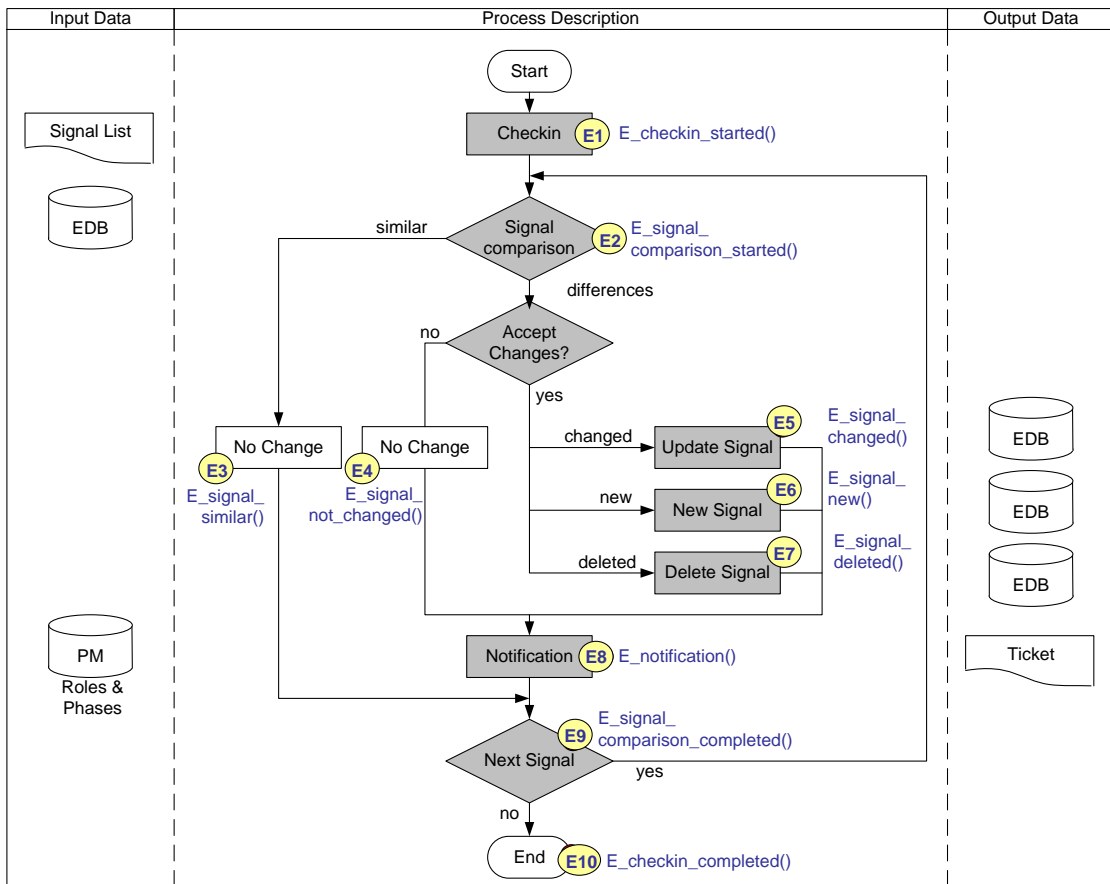 Input Data
Process Description
Output Data
Start
Signal List
Checkin
E1
E_checkin_started()
EDB
similar
Signal
comparison
E2
E_signal_
comparison_started()
differences
no
Accept
Changes?
yes
No Change
E3
E_signal_
similar()
No Change
E4
E_signal_
not_changed()
changed
Update Signal
E5
E_signal_
changed()
EDB
new
New Signal
E6
E_signal_
new()
EDB
deleted
Delete Signal
E7
E_signal_
deleted()
EDB
PM
Roles &
Phases
Notification
E8
E_notification()
Ticket
Next Signal
E9
E_signal_
comparison_completed()
yes
no
End
E10
E_checkin_completed()